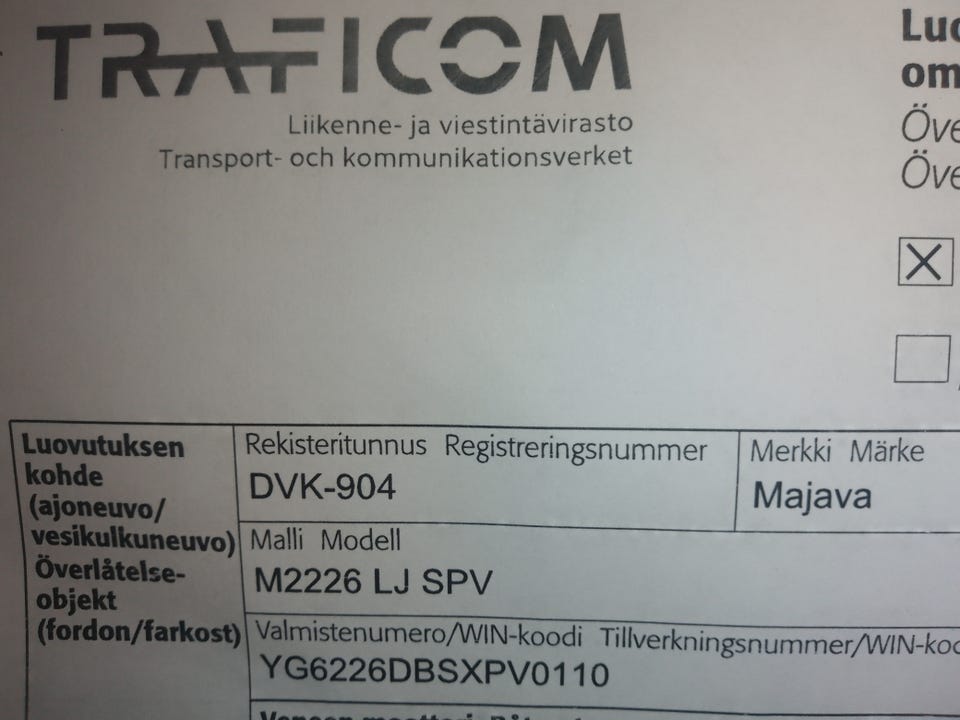 TRAFICOM
Liikenne- ja viestintävirasto
Transport- och kommunikationsverket
Luovutuksen
kohde
(ajoneuvo/
vesikulkuneuvo)
Överlåtelse-
objekt
(fordon/farkost)
Rekisteritunnus Registreringsnummer
DVK-904
Merkki Märke
Majava
Malli Modell
M2226 LJ SPV
Valmistenumero/WIN-koodi Tillverkningsnummer/WIN-
YG6226DBSXPV0110